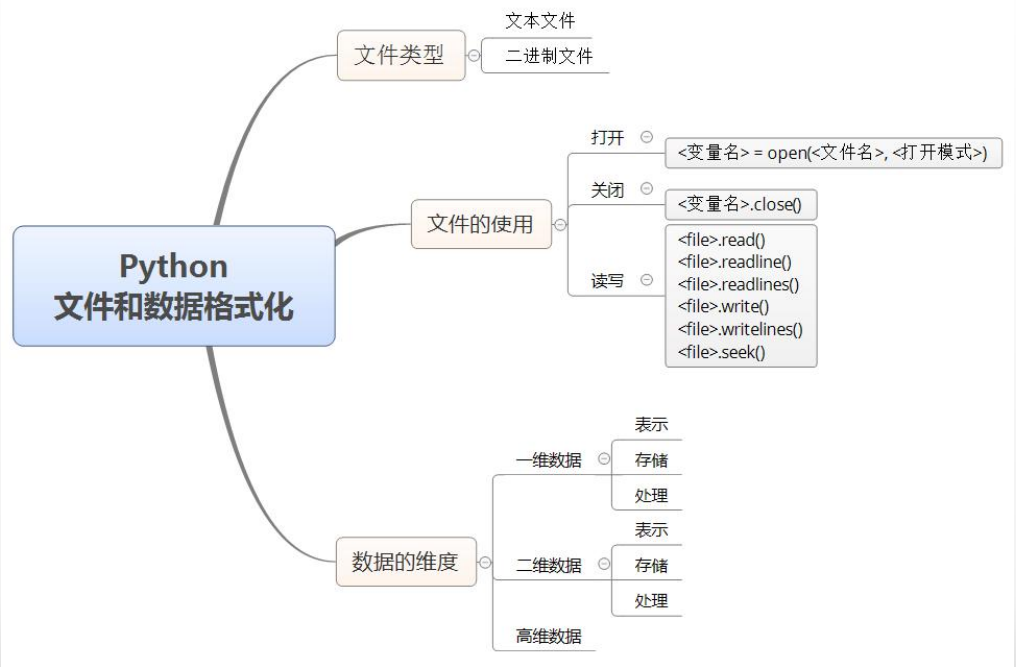 Python
文件和数据格式化
文件类型
文本文件
二进制文件
文件的使用
打开
<变量名> = open(<文件名>, <打开模式>)
关闭
<变量名>.close()
读写
<file>.read()
<file>.readline()
<file>.readlines()
<file>.write()
<file>.writelines()
<file>.seek()
数据的维度
一维数据
表示
存储
处理
二维数据
表示
存储
处理
高维数据